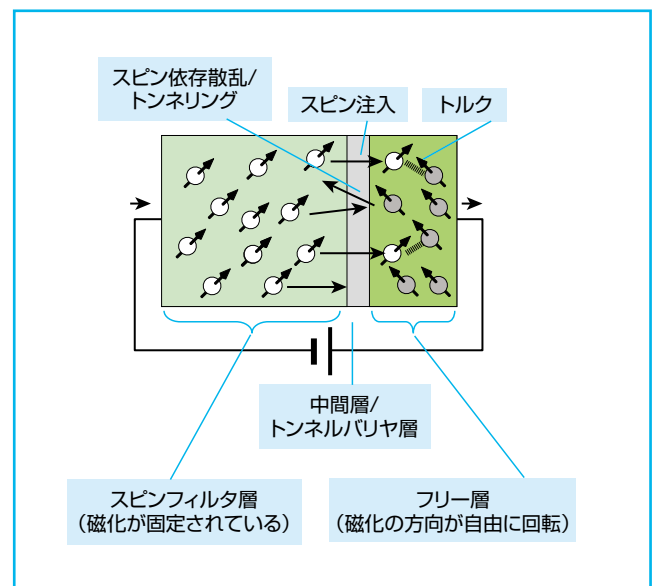 スピン依存散乱/
トンネリング
スピン注入
トルク
中間層/
トンネルバリヤ層
スピンフィルタ層
（磁化が固定されている）
フリー層
（磁化の方向が自由に回転）